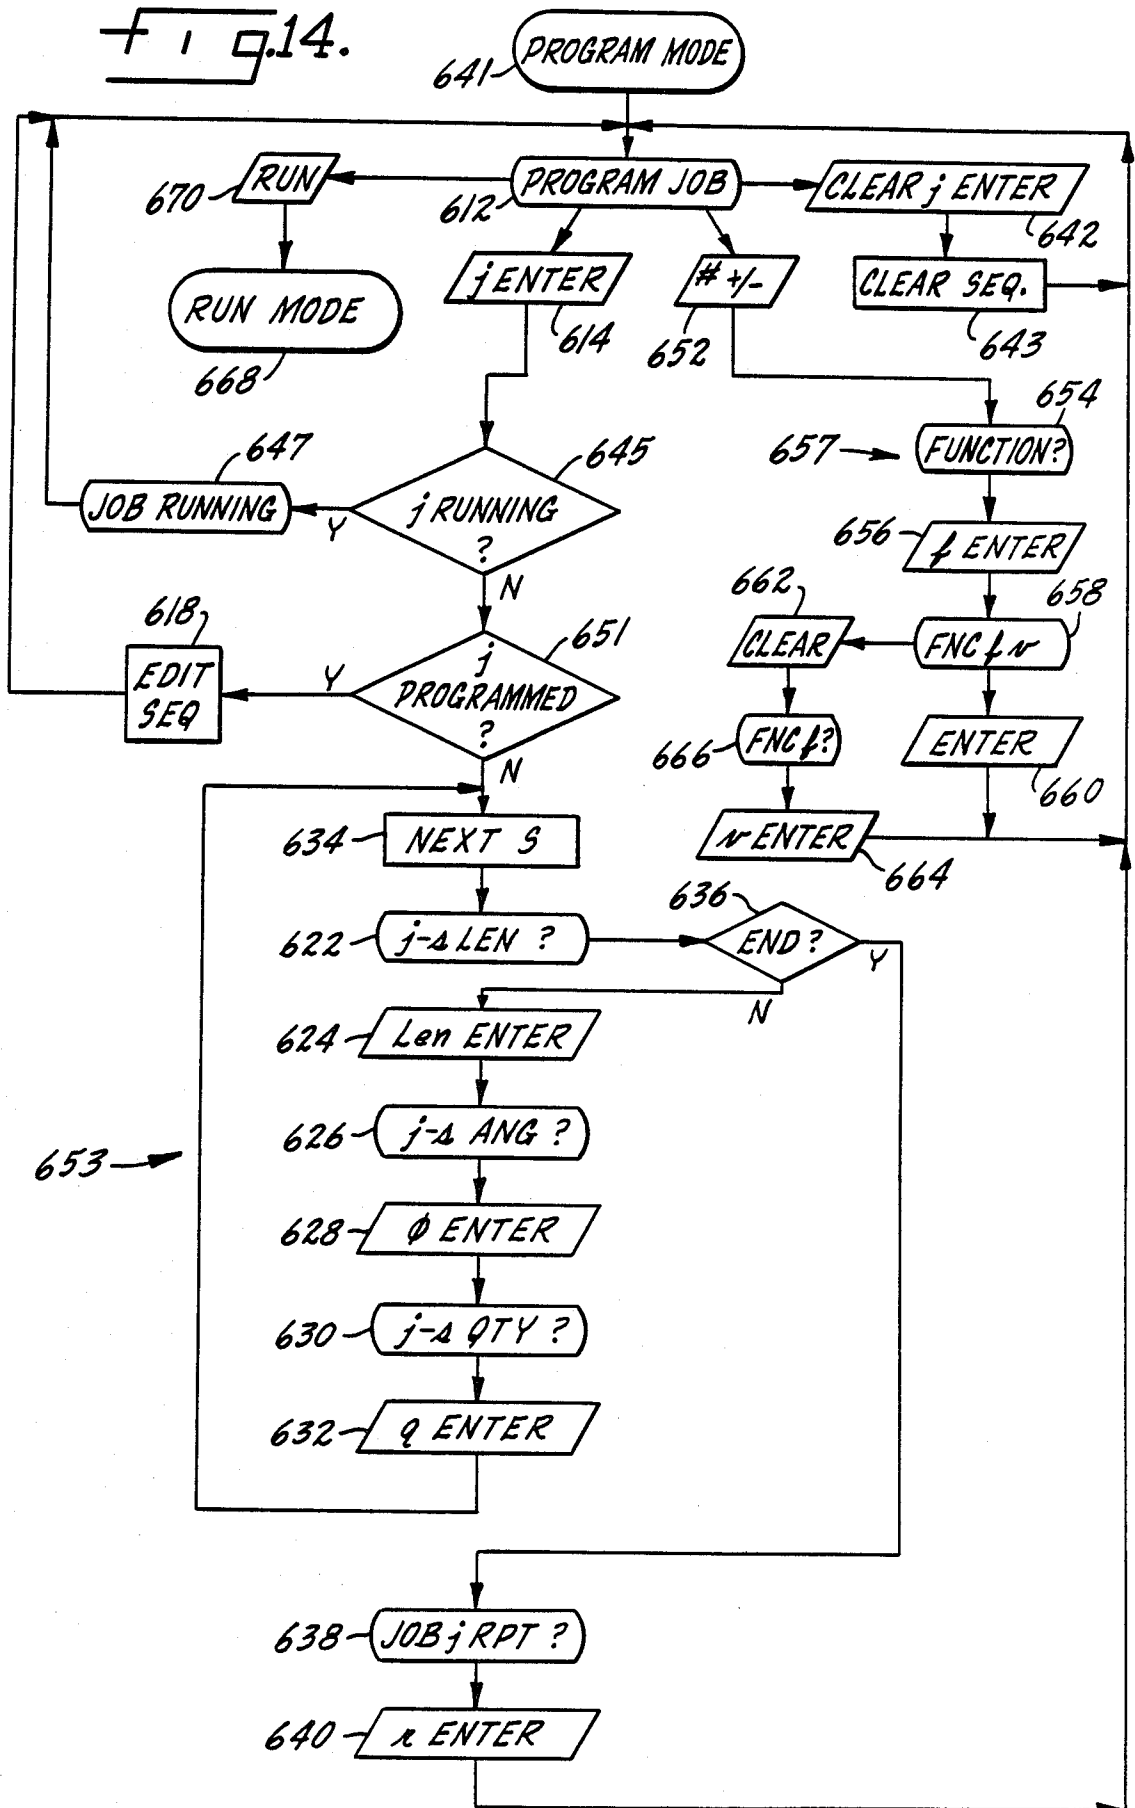 Fig.14.
PROGRAM MODE
641
RUN
670
PROGRAM JOB
612
CLEAR j ENTER
642
RUN MODE
668
j ENTER
614
# +/-
652
CLEAR SEQ.
643
654
647
645
657
FUNCTION?
JOB RUNNING
Y
j RUNNING
?
N
656
f ENTER
618
651
662
658
EDIT
SEQ
Y
j
PROGRAMMED
?
N
CLEAR
FNC f v
666
FNC f?
ENTER
660
634
NEXT S
v ENTER
664
636
622
j-s LEN ?
END?
Y
N
624
Len ENTER
626
j-s ANG ?
653
628
Φ ENTER
630
j-s QTY ?
632
q ENTER
638
JOB j RPT ?
640
r ENTER